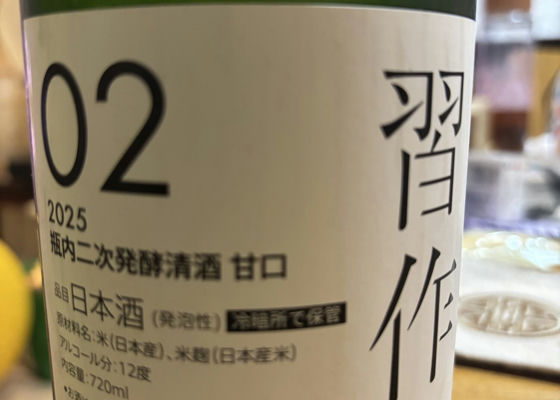 習作
02
2025
瓶内二次発酵清酒 甘口
品目 日本酒 (発泡性) 冷暗所で保管
原材料名:米(日本産)、米麹(日本産米)
アルコール分:12度
内容量:720ml